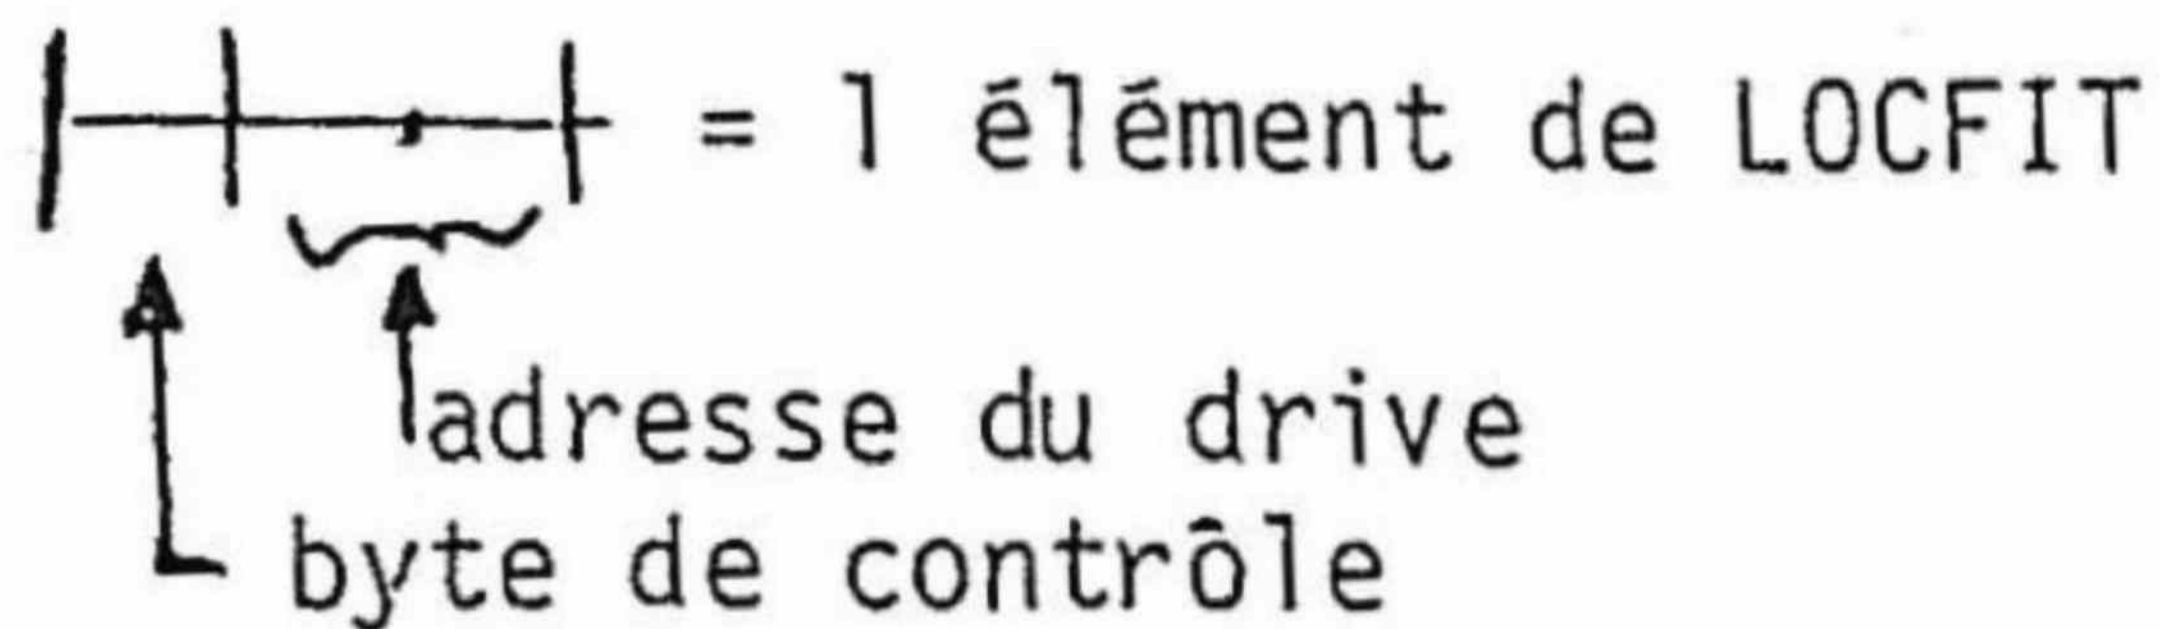 = 1 élément de LOCFIT
adresse du drive
byte de contrôle